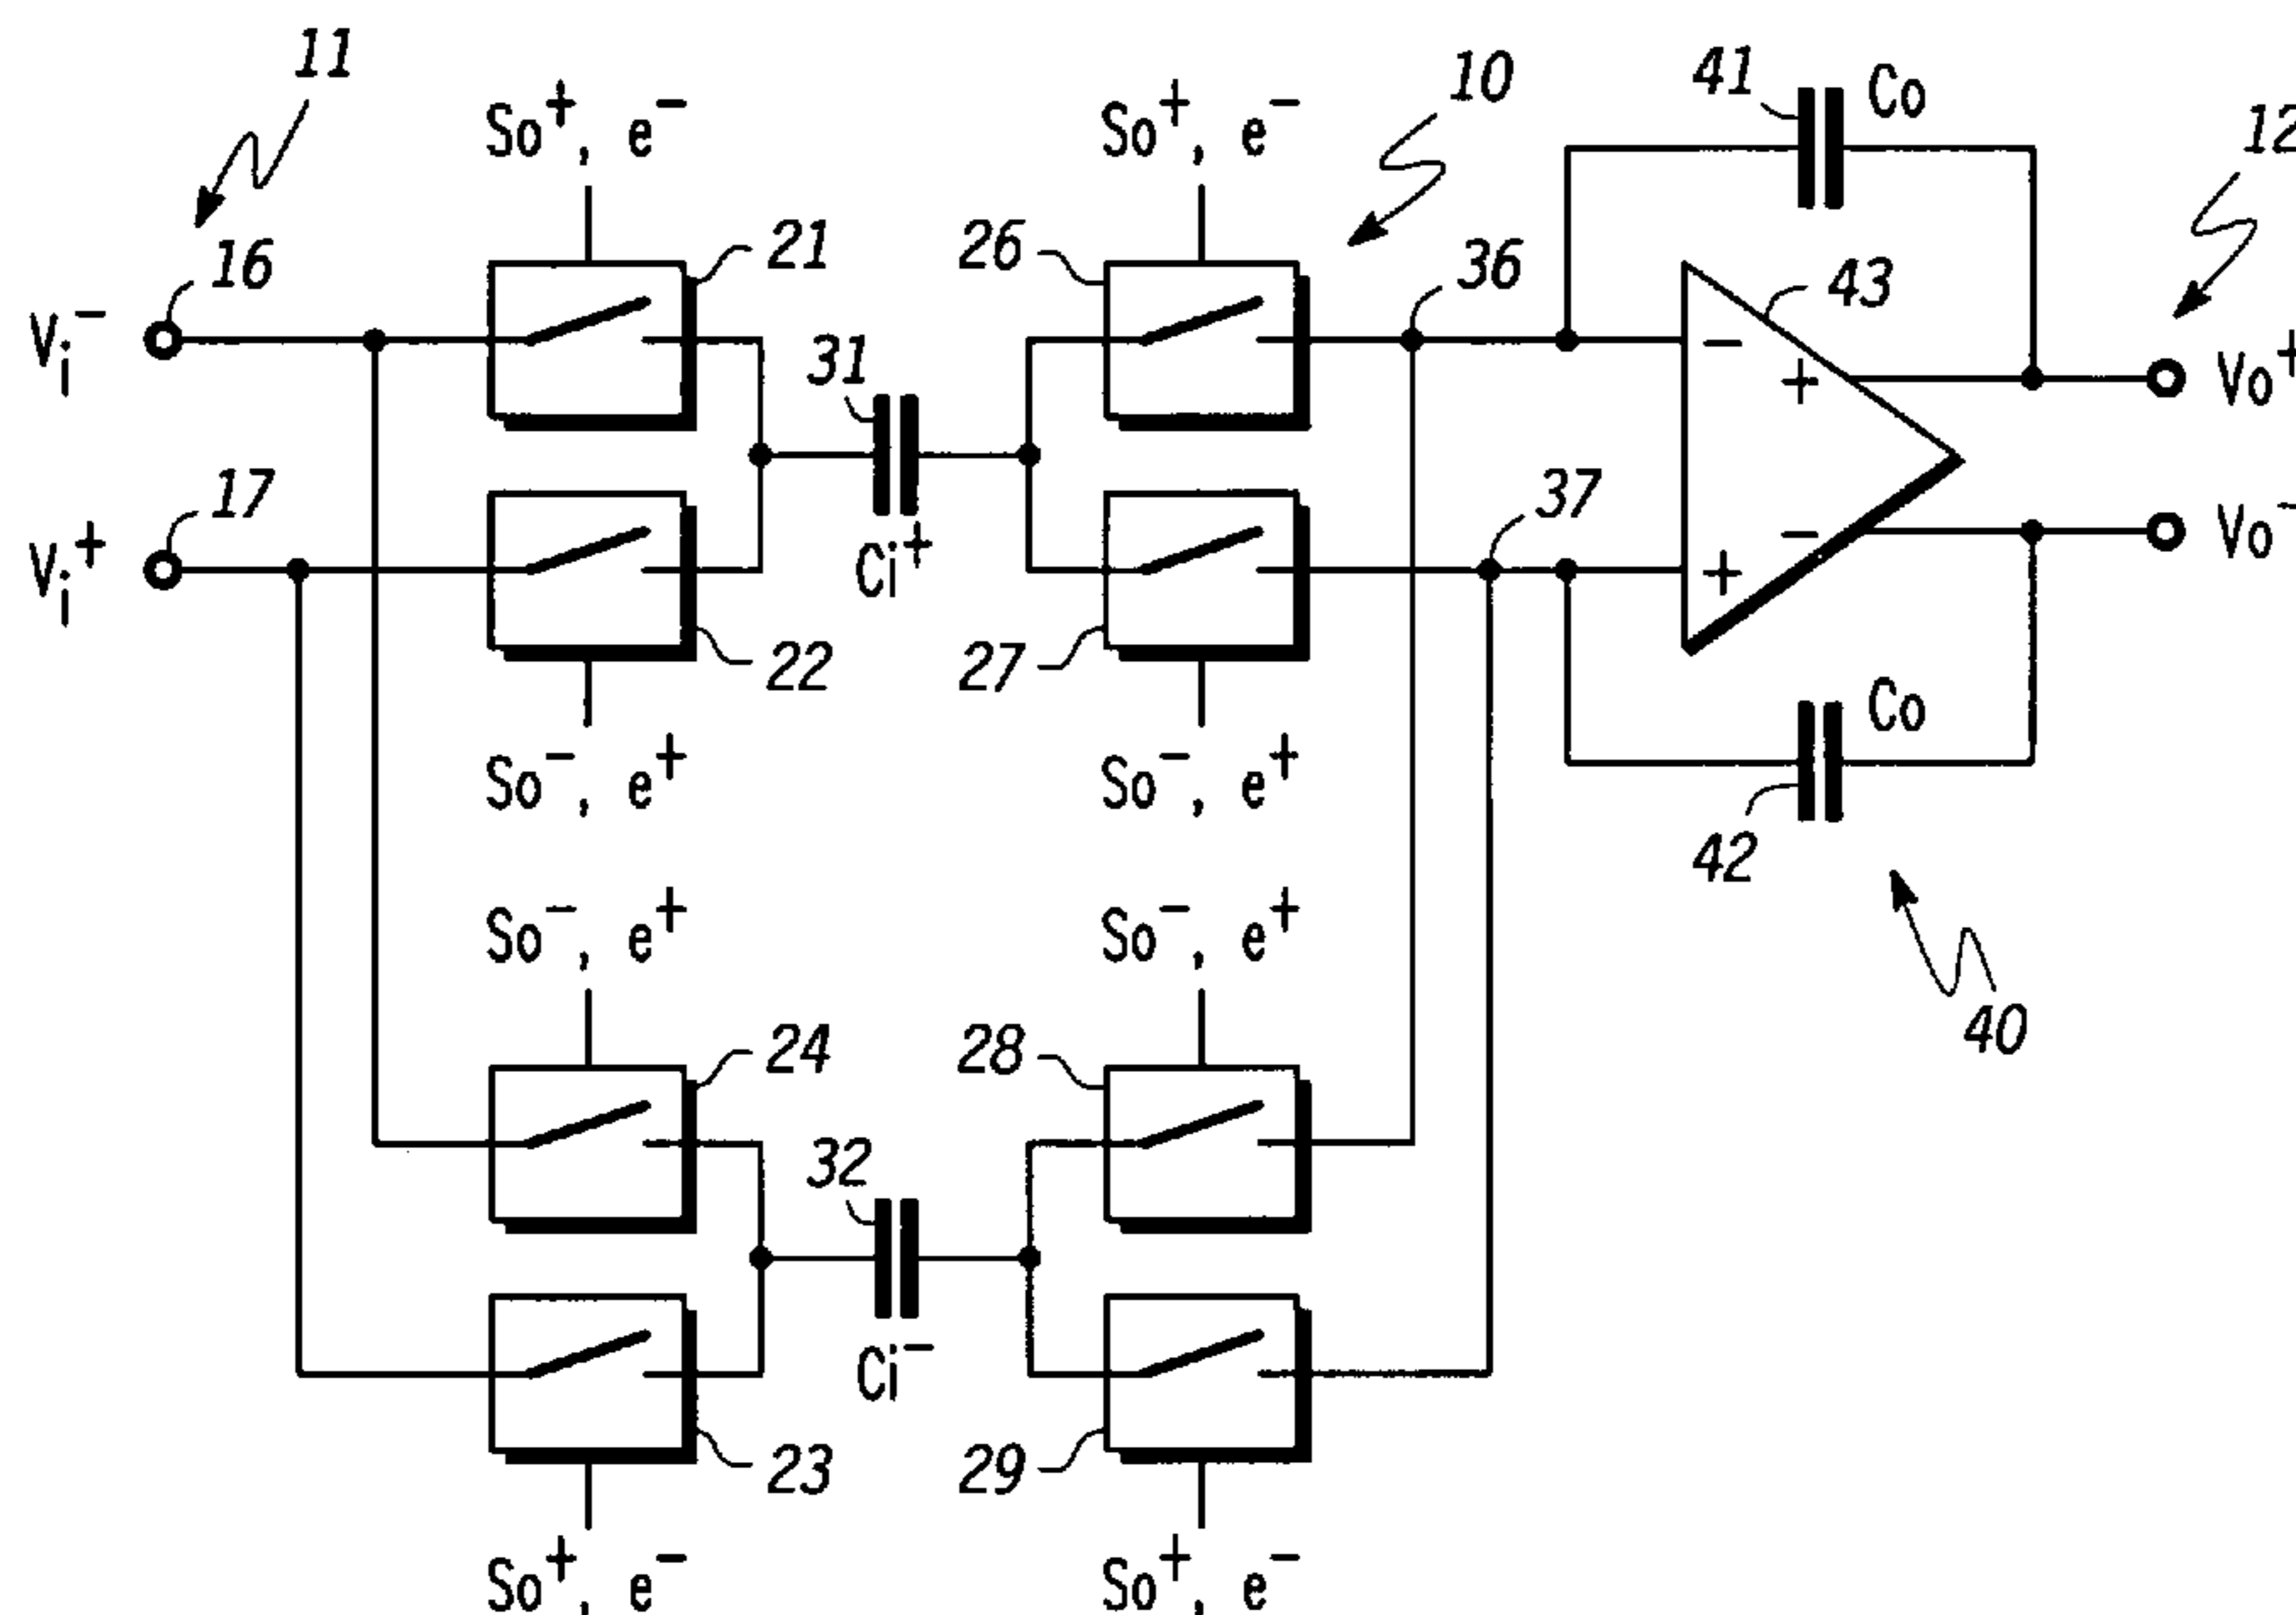 11
So+, e−
So+, e−
10
41
Co
12
16
21
26
36
43
Vi−
31
Vo+
17
37
Vo−
Vi+
Ci+
22
27
Co
So−, e+
So−, e+
42
So−, e+
So−, e+
40
24
28
32
Ci−
23
29
So+, e−
So+, e−